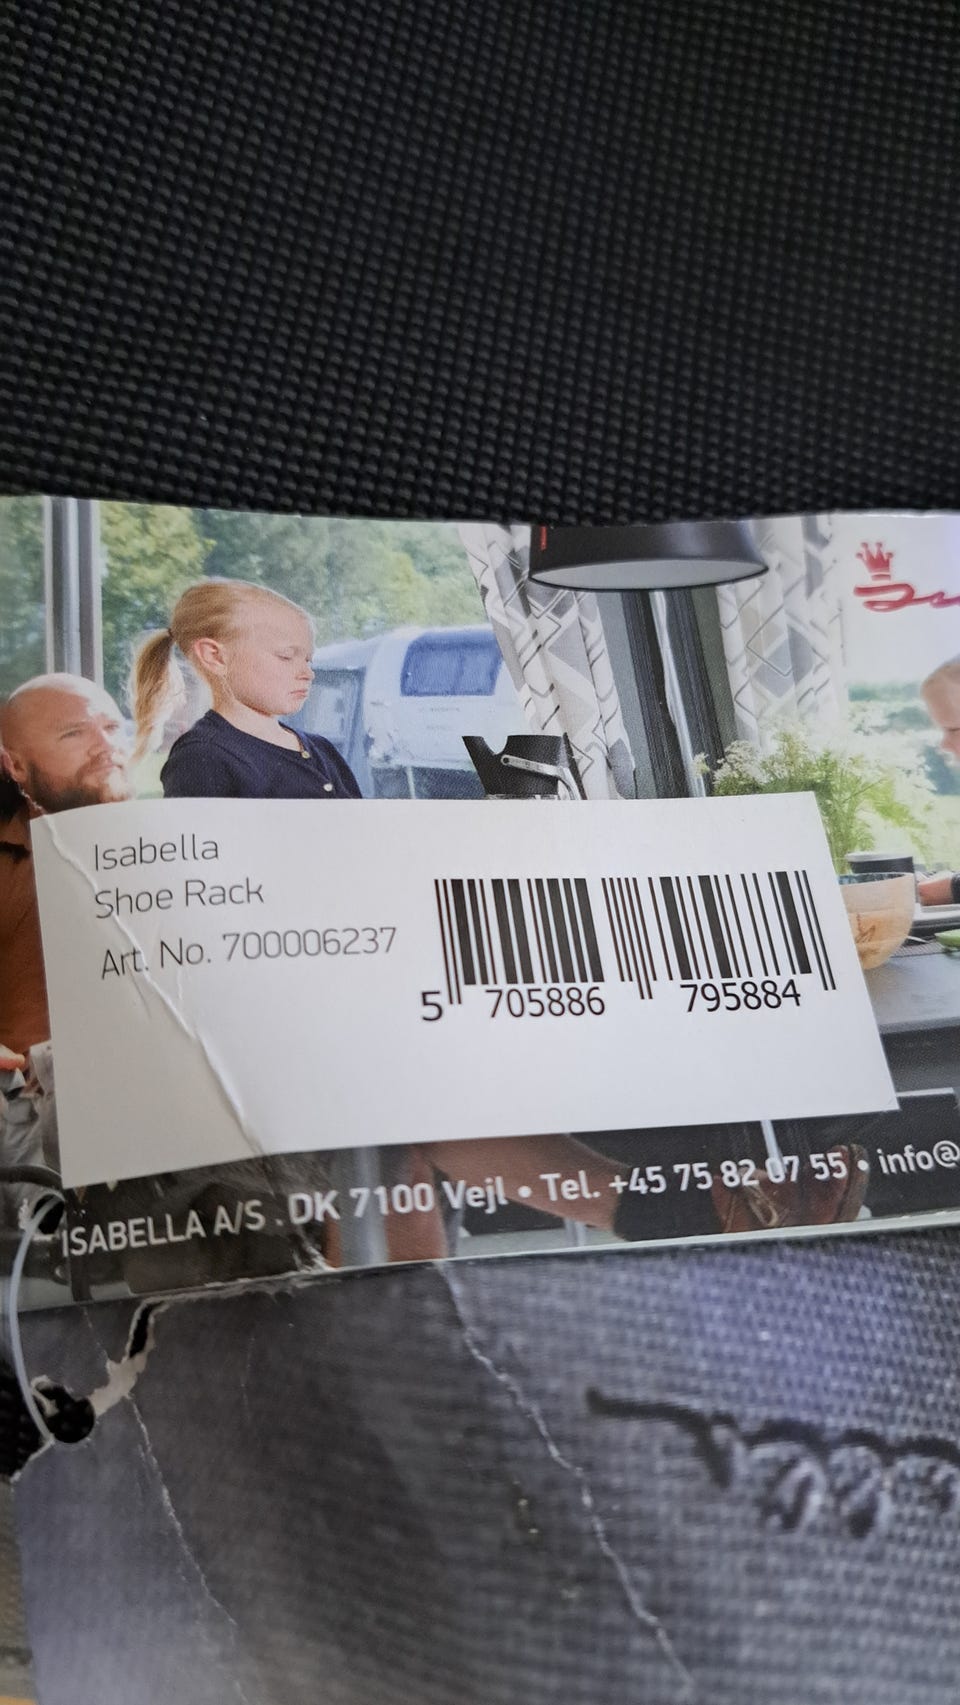 Isabella
Shoe Rack
Art. No. 700006237
5 705886 795884
ISABELLA A/S . DK 7100 Vejl • Tel. +45 75 82 07 55 • info@